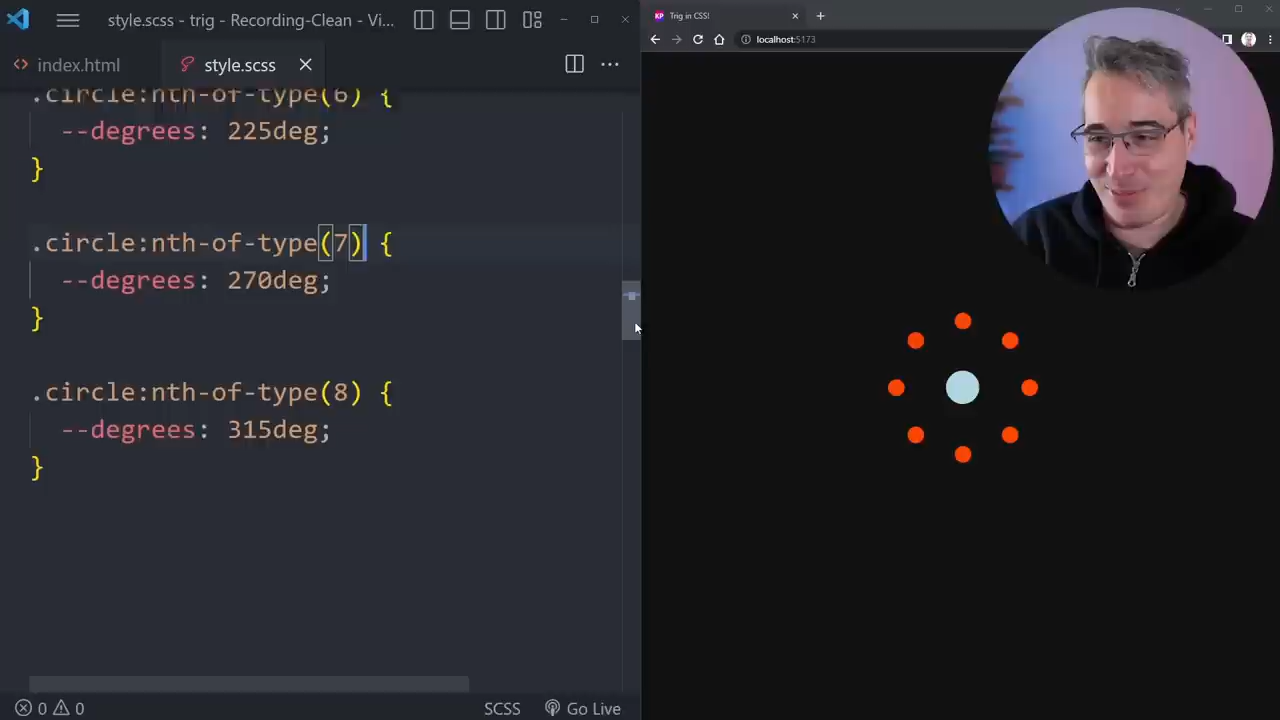 style.scss - trig - Recording-Clean - Vi...
index.html
style.scss
.circle:nth-of-type(6) {
--degrees: 225deg;
}
.circle:nth-of-type(7) {
--degrees: 270deg;
}
.circle:nth-of-type(8) {
--degrees: 315deg;
}
0 0
SCSS
Go Live
KP
Trig in CSS!
localhost:5173